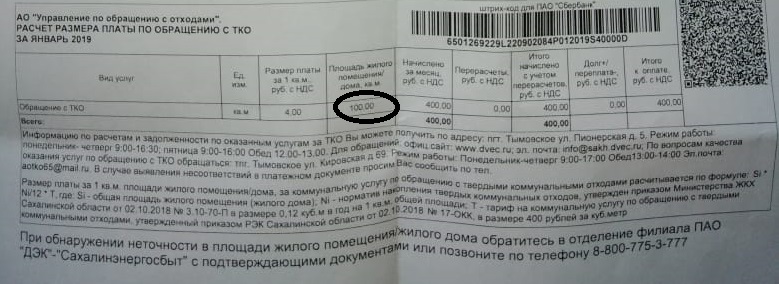 штрих-код для ПАО "Сбербанк"
6501269229L220902084P012019S40000D
АО "Управление по обращению с отходами".
РАСЧЕТ РАЗМЕРА ПЛАТЫ ПО ОБРАЩЕНИЮ С ТКО
ЗА ЯНВАРЬ 2019
Вид услуг Ед. изм. Размер платы за 1 кв.м. руб. с НДС Площадь жилого помещения/ дома, кв.м. Начислено за месяц, руб. с НДС Перерасчеты, руб. с НДС Итого начислено с учетом перерасчетов, руб. с НДС Долг+/ переплата-, руб. с НДС Итого к оплате, руб. с НДС
Обращение с ТКО кв.м 4,00 100,00 400,00 0,00 400,00 0,00 400,00
Всего: 400,00 400,00
Информацию по расчетам и задолженности по оказанным услугам за ТКО Вы можете получить по адресу: пгт. Тымовское ул. Пионерская д. 5. Режим работы:
понедельник-четверг 9:00-16:30; пятница 9:00-16:00 Обед 12.00-13.00. Для обращений, офиц.сайт: www.dvec.ru; эл. почта: info@sakh.dvec.ru; По вопросам качества
оказания услуг по обращению с ТКО обращаться: пгт. Тымовское ул. Кировская д.69. Режим работы: Понедельник-четверг 9:00-17:00 Обед13:00-14:00 Эл.почта:
aotko65@mail.ru. В случае выявления несоответствий в платежном документе просим Вас сообщить по тел.
Размер платы за 1 кв.м. площади жилого помещения/дома, за коммунальную услугу по обращению с твердыми коммунальными отходами расчитывается по формуле: Si *
Ni/12 * T, где: Si - общая площадь жилого помещения (жилого дома); Ni - норматив накопления твердых коммунальных отходов, утвержден приказом Министерства ЖКХ
Сахалинской области от 02.10.2018 № 3.10-70-П в размере 0,12 куб.м в год на 1 кв.м. общей площади; T - тариф на коммунальную услугу по обращению с твердыми
коммунальными отходами, утвержденный приказом РЭК Сахалинской области от 02.10.2018 № 17-ОКК, в размере 400 рублей за куб.метр
При обнаружении неточности в площади жилого помещения/жилого дома обратитесь в отделение филиала ПАО
"ДЭК"-"Сахалинэнергосбыт" с подтверждающими документами или позвоните по телефону 8-800-775-3-777